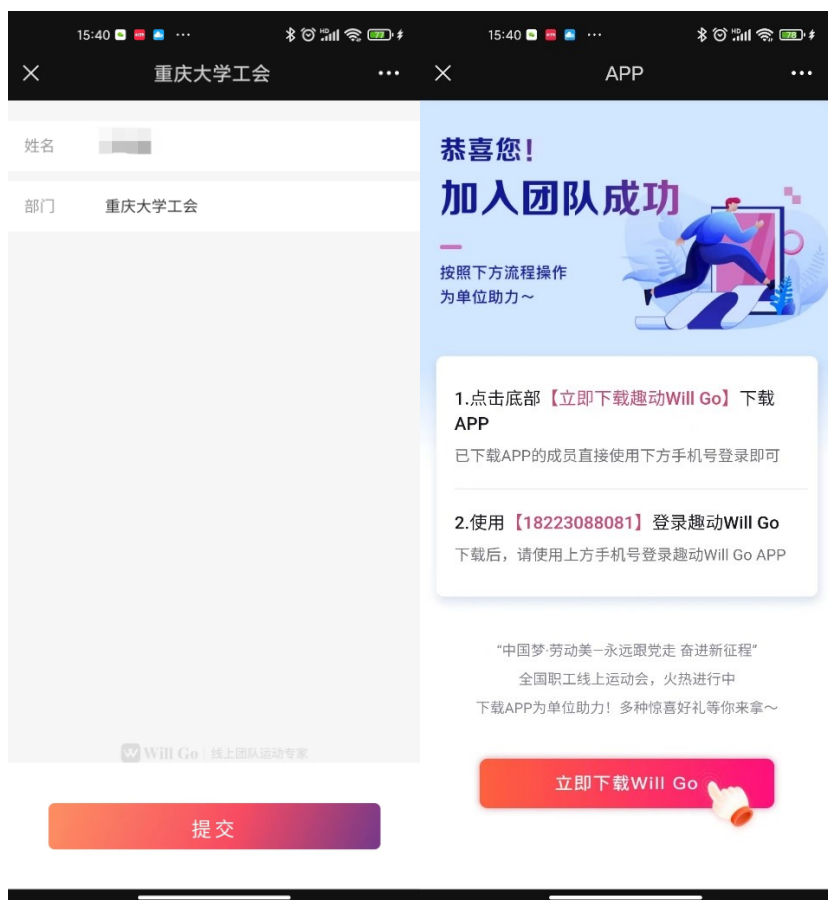 15:40
77
重庆大学工会
姓名
部门 重庆大学工会
Will Go | 线上团队运动专家
提交
15:40
78
APP
恭喜您！
加入团队成功
按照下方流程操作
为单位助力～
1.点击底部【立即下载趣动Will Go】下载
APP
已下载APP的成员直接使用下方手机号登录即可
2.使用【18223088081】登录趣动Will Go
下载后，请使用上方手机号登录趣动Will Go APP
“中国梦·劳动美—永远跟党走 奋进新征程”
全国职工线上运动会，火热进行中
下载APP为单位助力！多种惊喜好礼等你来拿～
立即下载Will Go